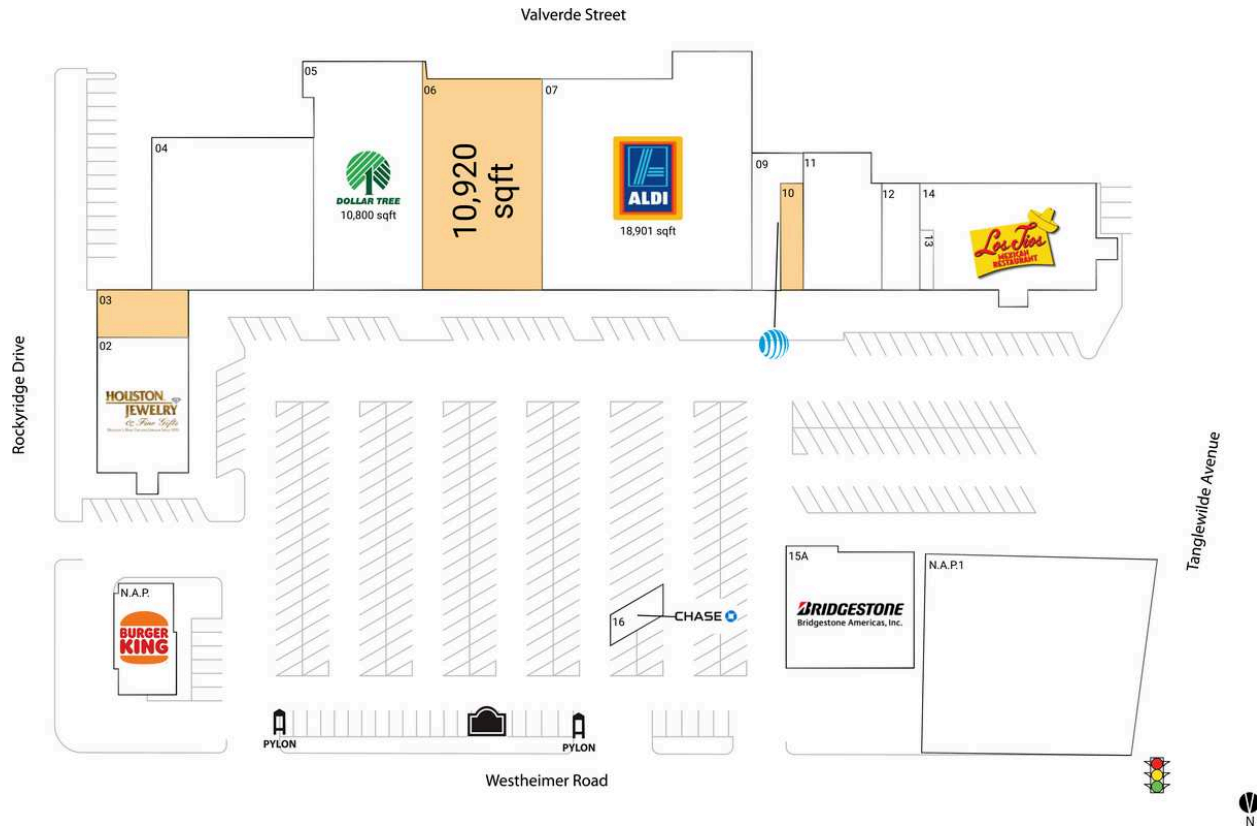 Valverde Street
05
06
07
04
09
11
10
12
14
13
10,920
sqft
DOLLAR TREE
10,800 sqft
ALDI
18,901 sqft
Los Tios
MEXICAN
RESTAURANT
03
02
HOUSTON
JEWELRY
& Fine Gifts
Rockyridge Drive
Tanglewilde Avenue
15A
N.A.P.1
N.A.P.
BURGER
KING
16
CHASE
BRIDGESTONE
Bridgestone Americas, Inc.
PYLON
PYLON
Westheimer Road
N